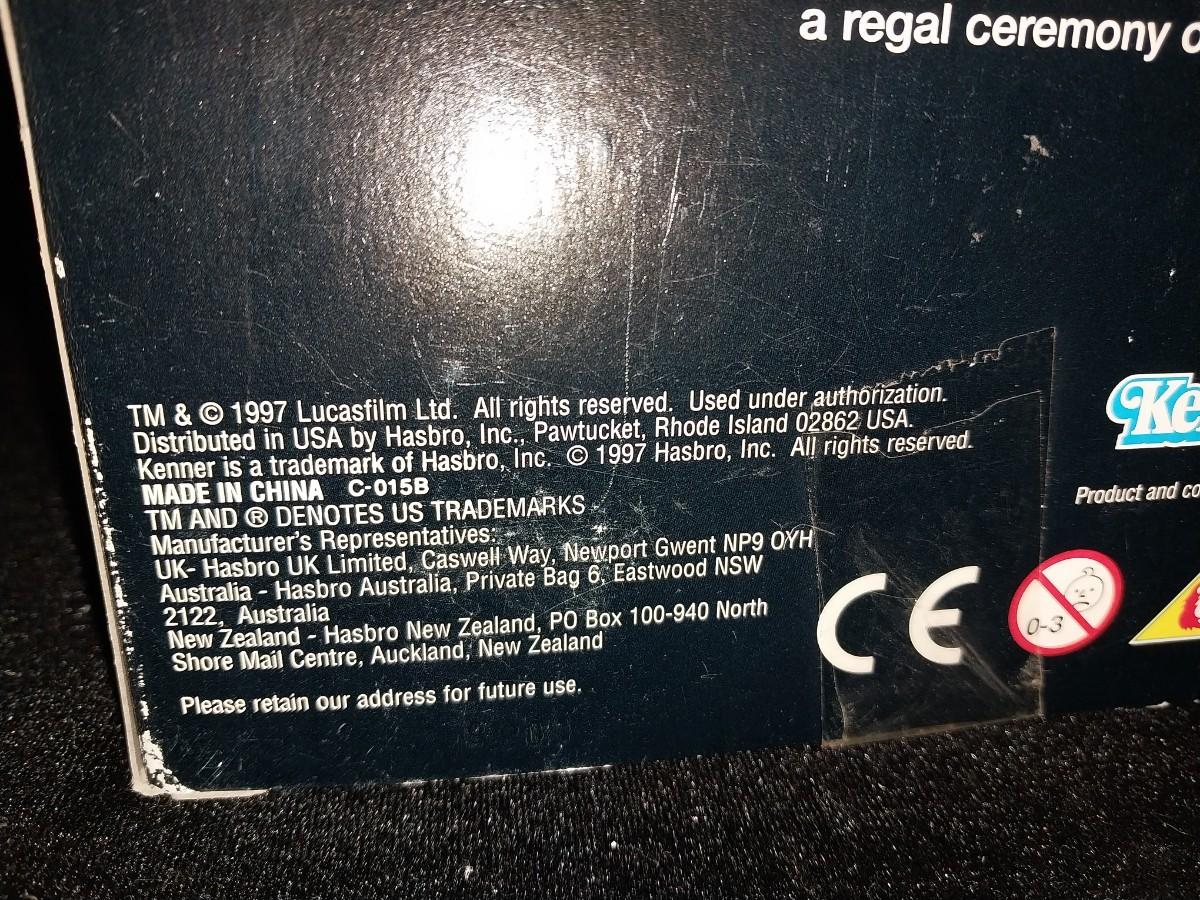 a regal ceremony
TM & © 1997 Lucasfilm Ltd. All rights reserved. Used under authorization.
Distributed in USA by Hasbro, Inc., Pawtucket, Rhode Island 02862 USA.
Kenner is a trademark of Hasbro, Inc. © 1997 Hasbro, Inc. All rights reserved.
MADE IN CHINA C-015B
TM AND ® DENOTES US TRADEMARKS
Manufacturer's Representatives:
UK- Hasbro UK Limited, Caswell Way, Newport Gwent NP9 OYH
Australia - Hasbro Australia, Private Bag 6, Eastwood NSW
2122, Australia
New Zealand - Hasbro New Zealand, PO Box 100-940 North
Shore Mail Centre, Auckland, New Zealand
Please retain our address for future use.
CE
0-3
Ke
Product and co